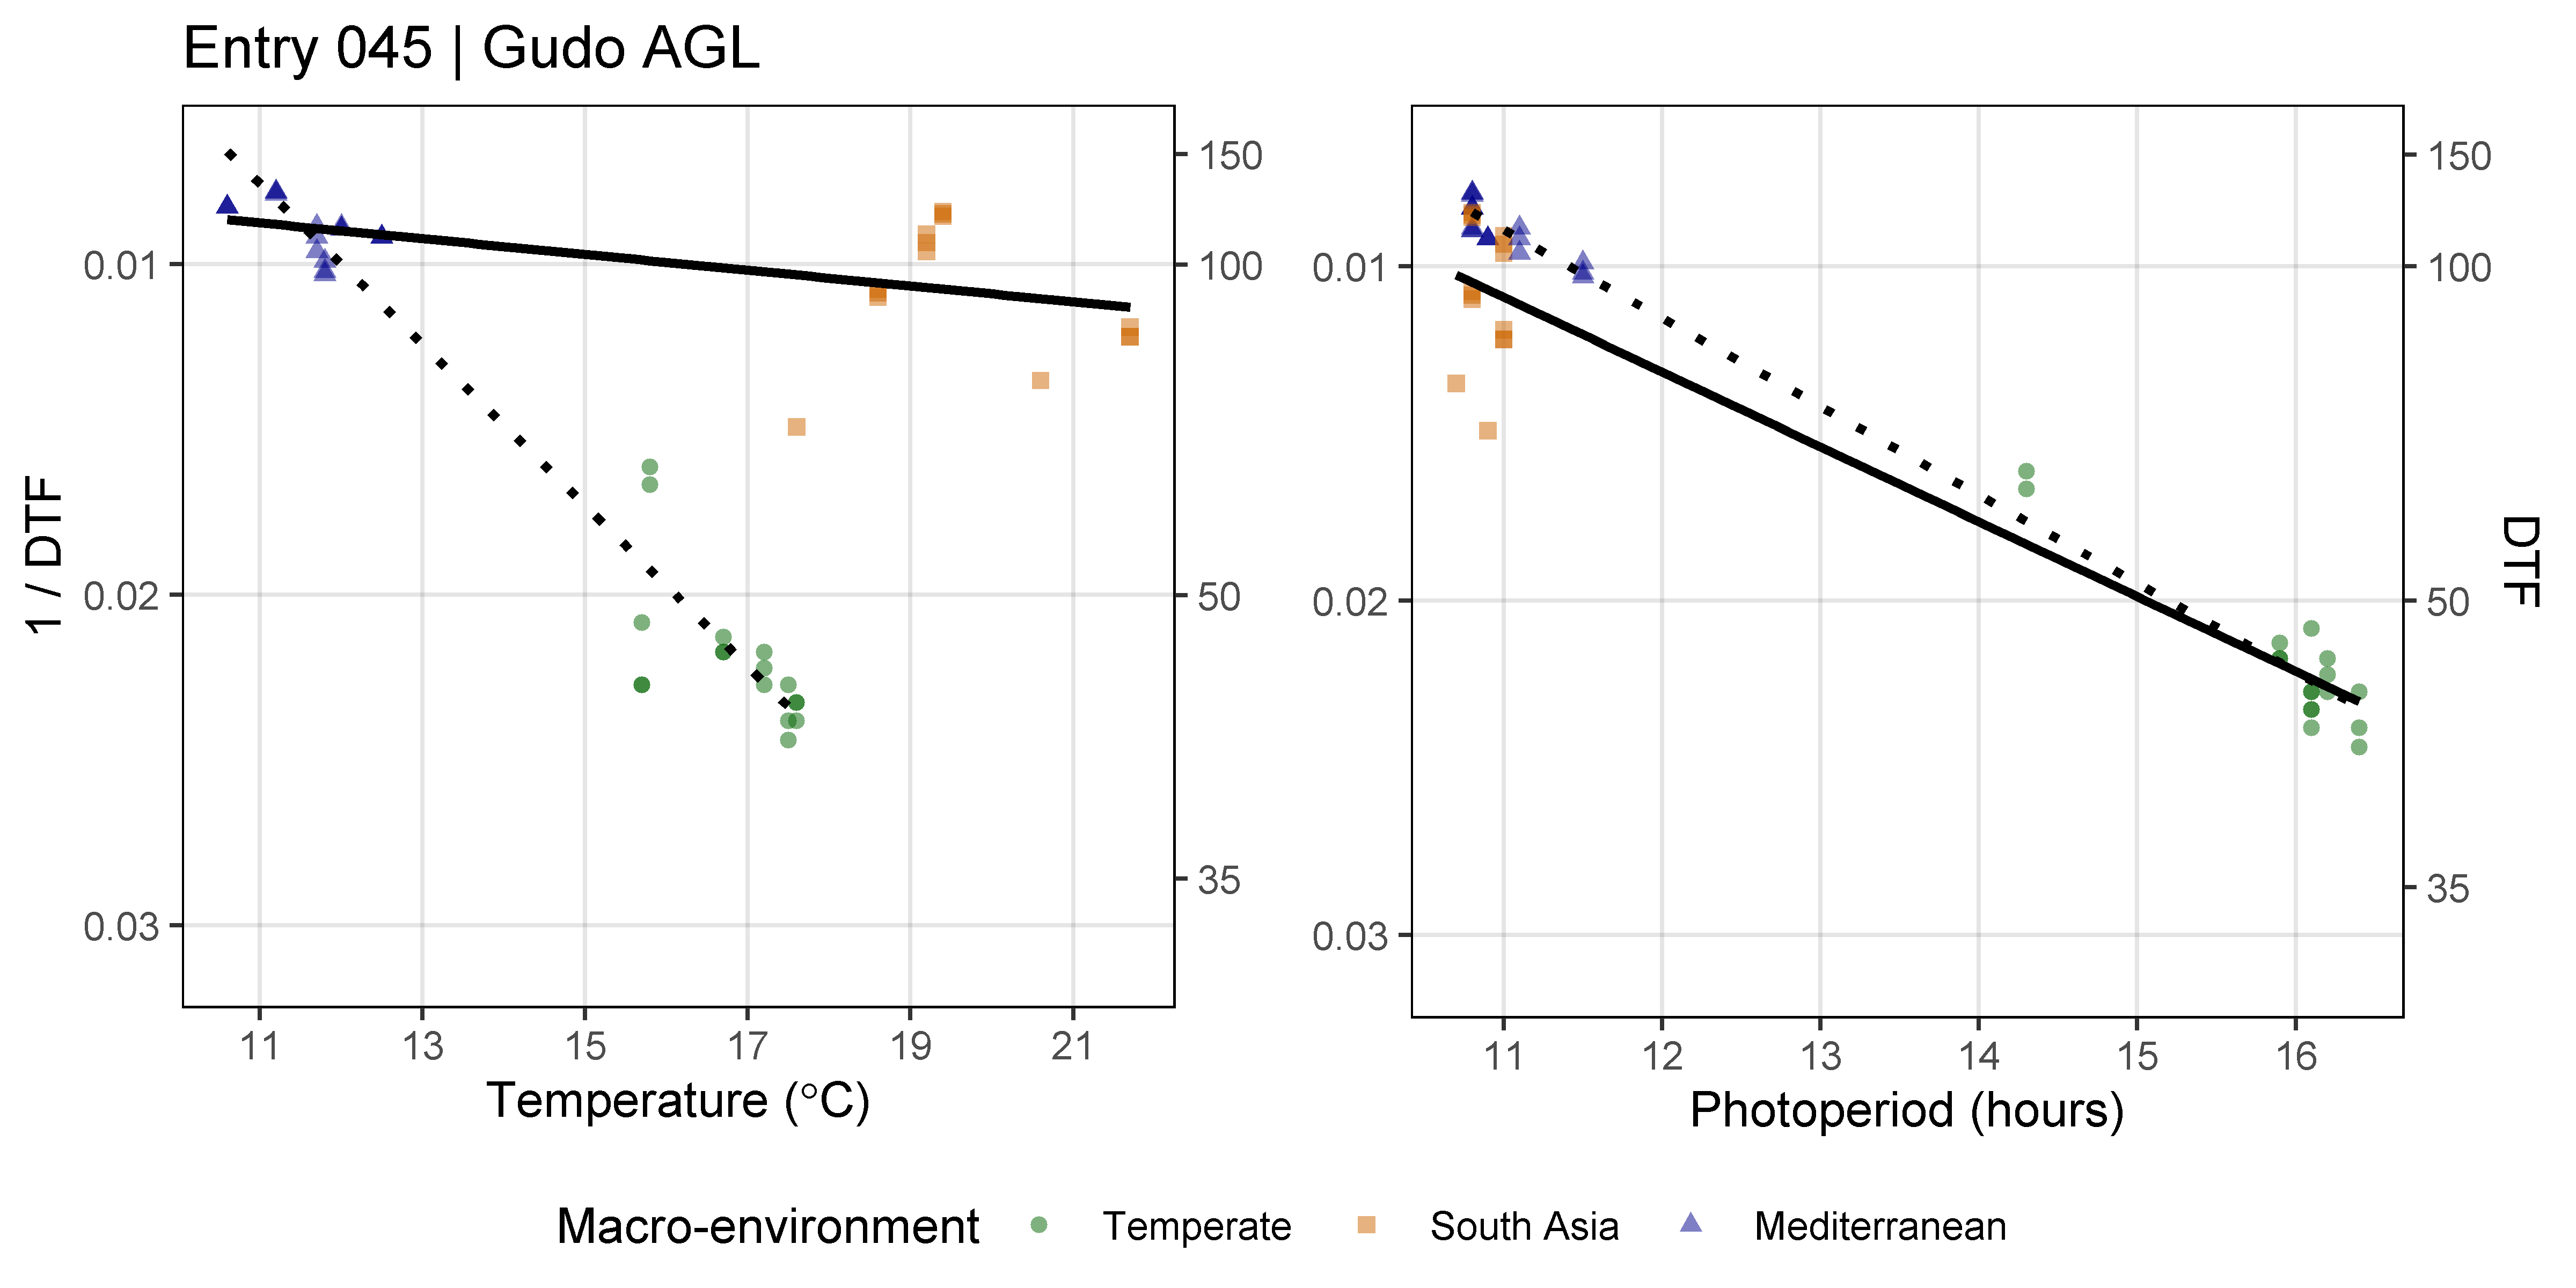 Entry 045 | Gudo AGL
1 / DTF
0.01
0.02
0.03
150
100
50
35
11 13 15 17 19 21
Temperature (°C)
0.01
0.02
0.03
150
100
50
35
DTF
11 12 13 14 15 16
Photoperiod (hours)
Macro-environment Temperate South Asia Mediterranean